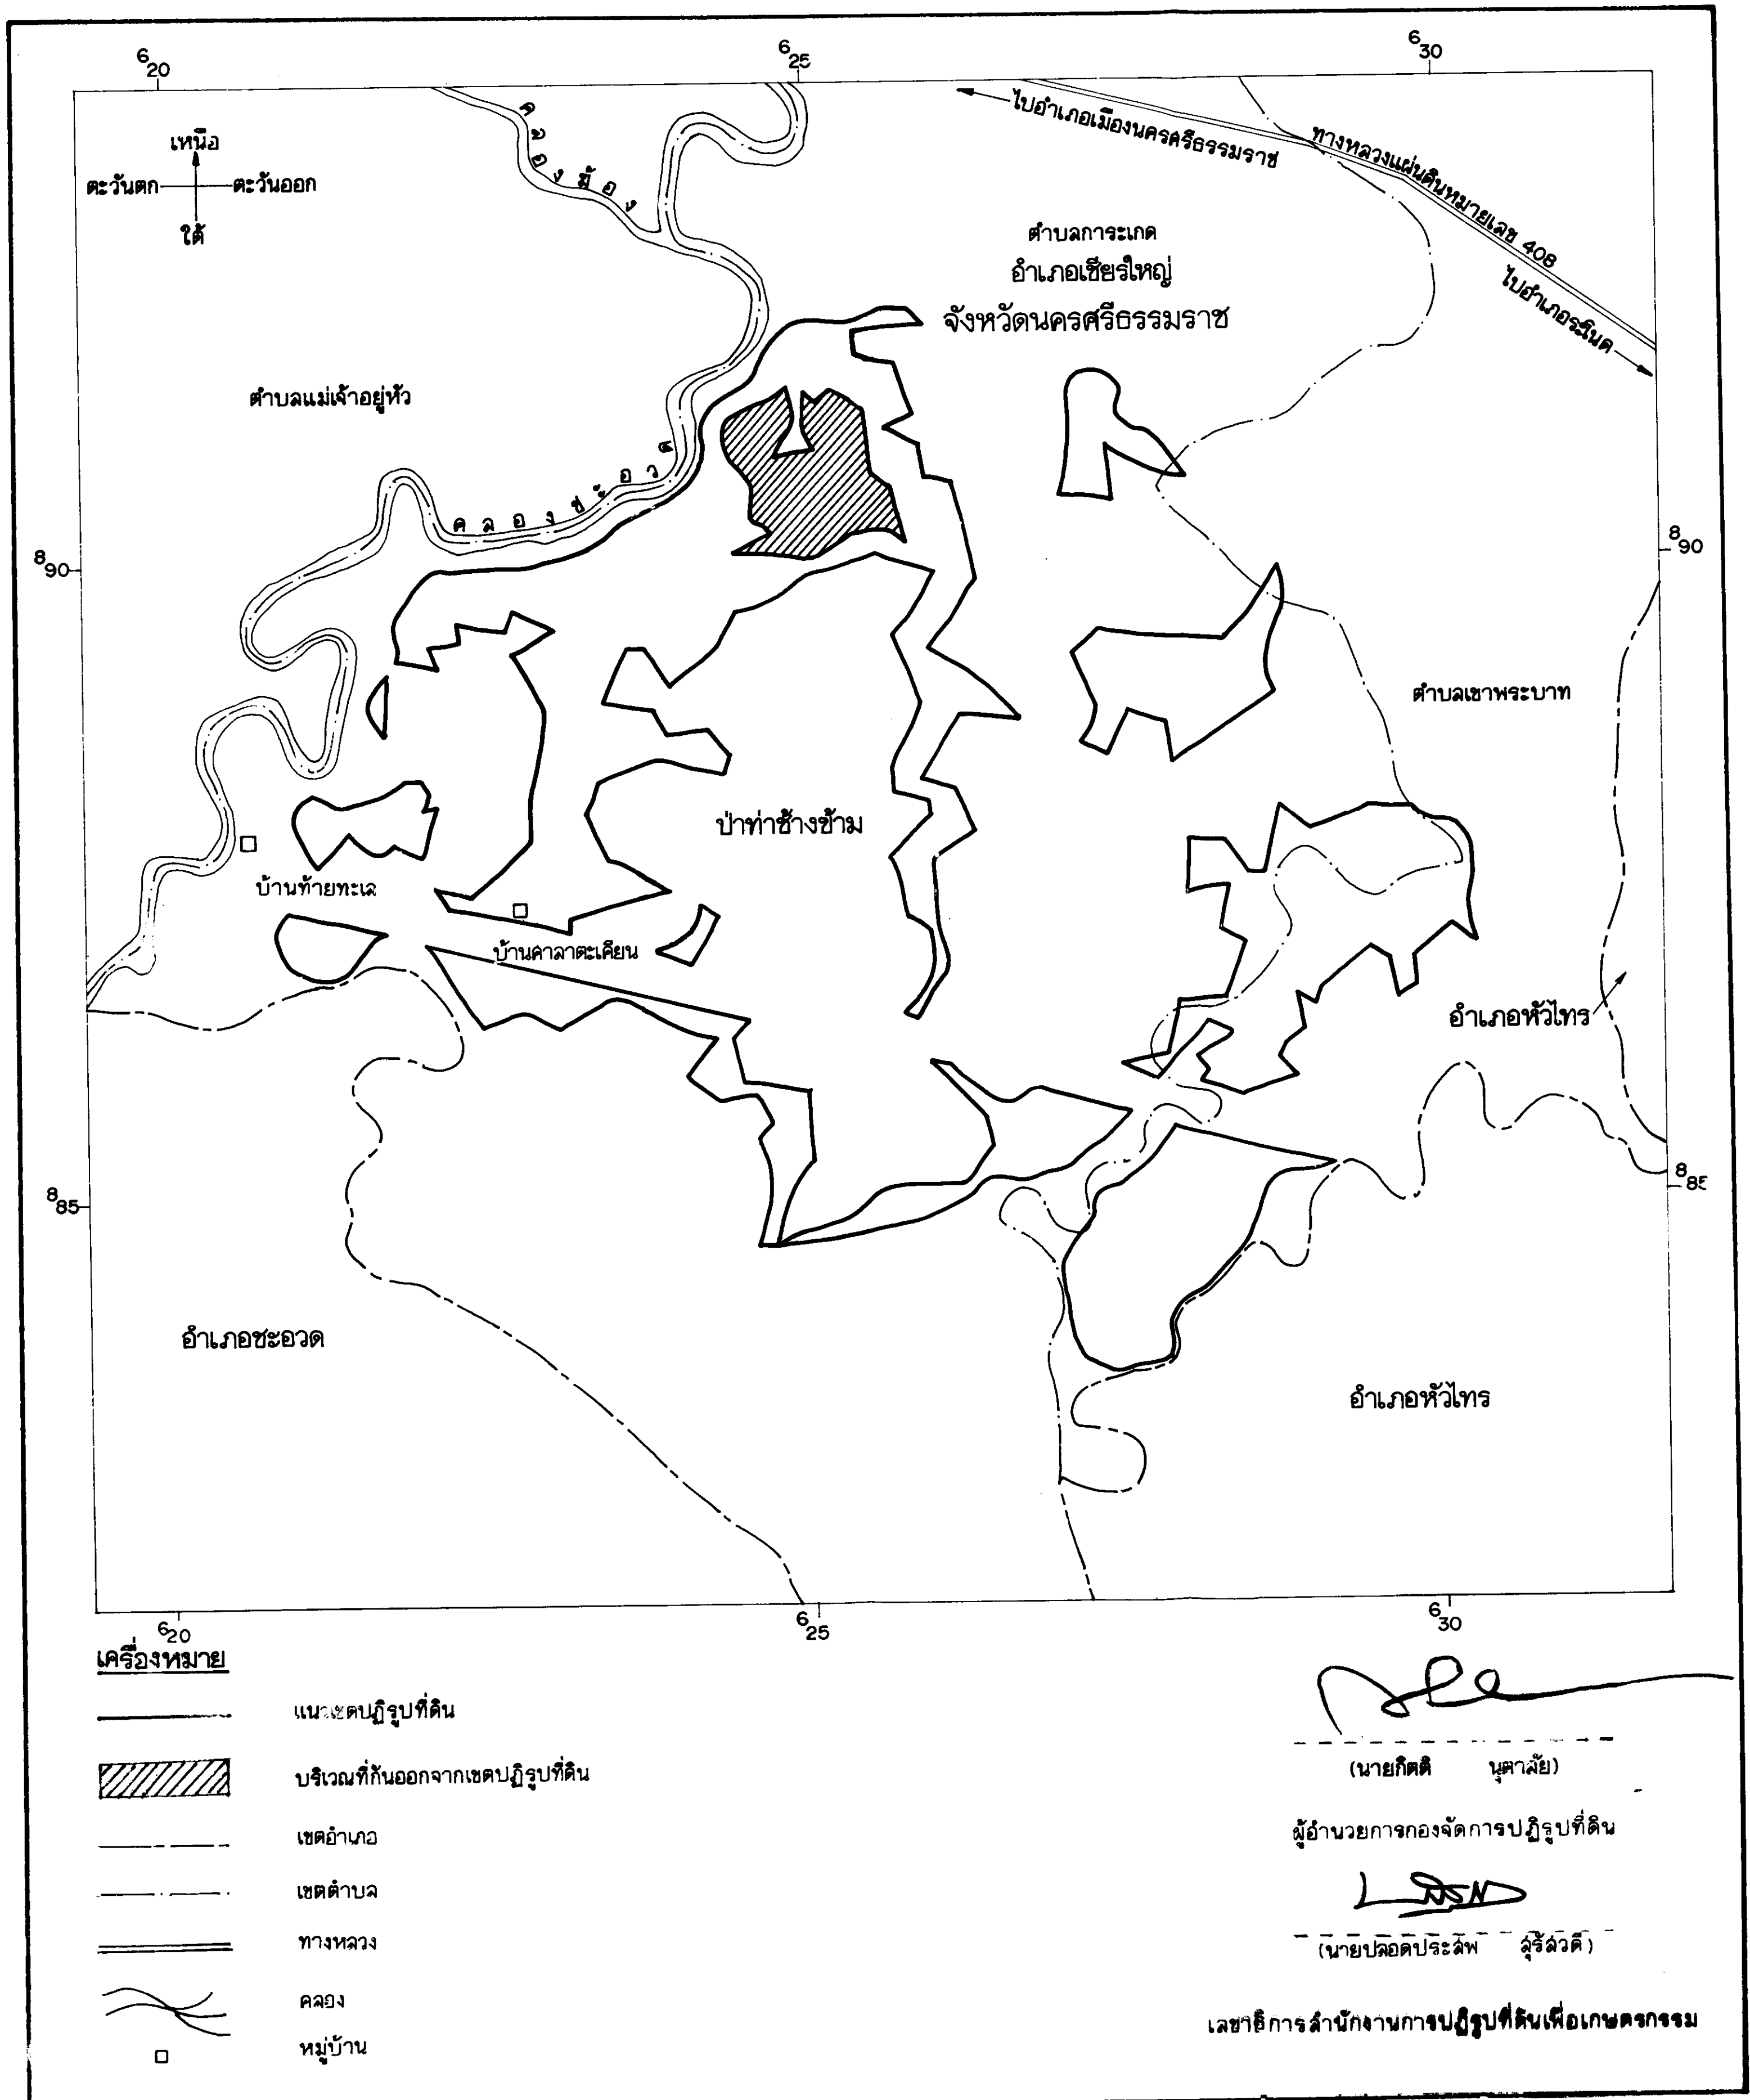 6 20
6 25
6 30
เหนือ
ตะวันตก
ตะวันออก
ใต้
คลองฆ้อง
ไปอำเภอเมืองนครศรีธรรมราช
ทางหลวงแผ่นดินหมายเลข 408
ไปอำเภอระโนด
ตำบลการะเกด
อำเภอเชียรใหญ่
จังหวัดนครศรีธรรมราช
ตำบลแม่เจ้าอยู่หัว
คลองชะอวด
8 90
8 90
ตำบลเขาพระบาท
ป่าท่าช้างข้าม
บ้านท้ายทะเล
บ้านศาลาตะเคียน
อำเภอหัวไทร
8 85
8 85
อำเภอชะอวด
อำเภอหัวไทร
6 20
6 25
6 30
เครื่องหมาย
แนวเขตปฏิรูปที่ดิน
บริเวณที่กันออกจากเขตปฏิรูปที่ดิน
เขตอำเภอ
เขตตำบล
ทางหลวง
คลอง
หมู่บ้าน
(นายกิตติ นุตาลัย)
ผู้อำนวยการกองจัดการปฏิรูปที่ดิน
(นายปลอดประสพ สุรัสวดี)
เลขาธิการสำนักงานการปฏิรูปที่ดินเพื่อเกษตรกรรม